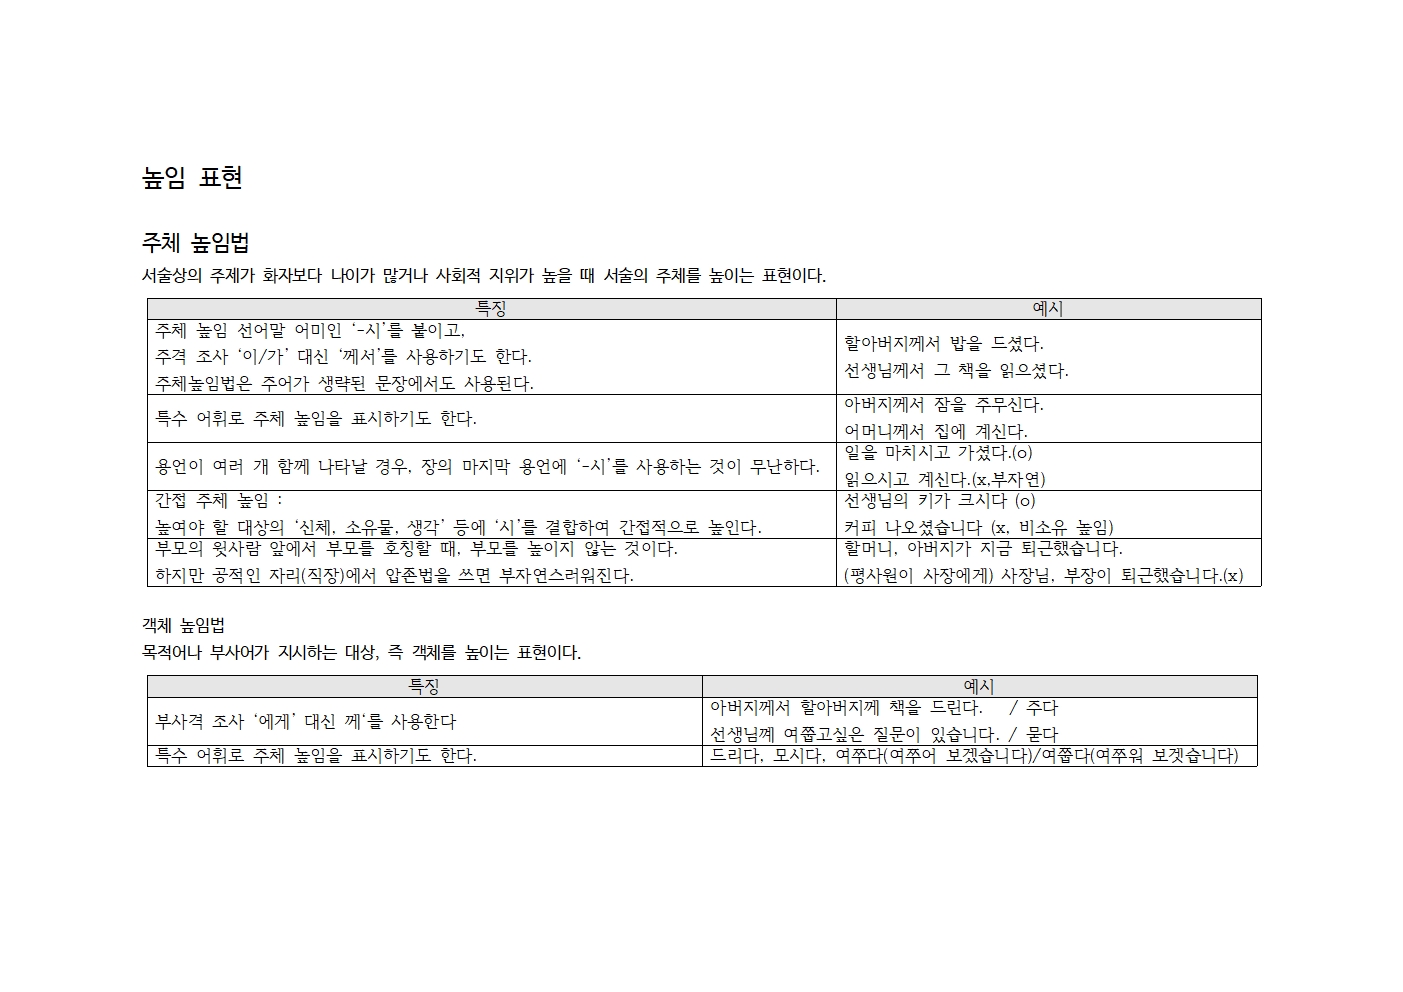 높임 표현
주체 높임법
서술상의 주제가 화자보다 나이가 많거나 사회적 지위가 높을 때 서술의 주체를 높이는 표현이다.
특징 예시
주체 높임 선어말 어미인 ‘-시’를 붙이고,
주격 조사 ‘이/가’ 대신 ‘께서’를 사용하기도 한다.
주체높임법은 주어가 생략된 문장에서도 사용된다.
할아버지께서 밥을 드셨다.
선생님께서 그 책을 읽으셨다.
특수 어휘로 주체 높임을 표시하기도 한다.
아버지께서 잠을 주무신다.
어머니께서 집에 계신다.
용언이 여러 개 함께 나타날 경우, 장의 마지막 용언에 ‘-시’를 사용하는 것이 무난하다.
일을 마치시고 가셨다.(o)
읽으시고 계신다.(x,부자연)
간접 주체 높임 :
높여야 할 대상의 ‘신체, 소유물, 생각’ 등에 ‘시’를 결합하여 간접적으로 높인다.
선생님의 키가 크시다 (o)
커피 나오셨습니다 (x, 비소유 높임)
부모의 윗사람 앞에서 부모를 호칭할 때, 부모를 높이지 않는 것이다.
하지만 공적인 자리(직장)에서 압존법을 쓰면 부자연스러워진다.
할머니, 아버지가 지금 퇴근했습니다.
(평사원이 사장에게) 사장님, 부장이 퇴근했습니다.(x)
객체 높임법
목적어나 부사어가 지시하는 대상, 즉 객체를 높이는 표현이다.
특징 예시
부사격 조사 ‘에게’ 대신 께‘를 사용한다
아버지께서 할아버지께 책을 드린다. / 주다
선생님꼐 여쭙고싶은 질문이 있습니다. / 묻다
특수 어휘로 주체 높임을 표시하기도 한다.
드리다, 모시다, 여쭈다(여쭈어 보겠습니다)/여쭙다(여쭈워 보겟습니다)